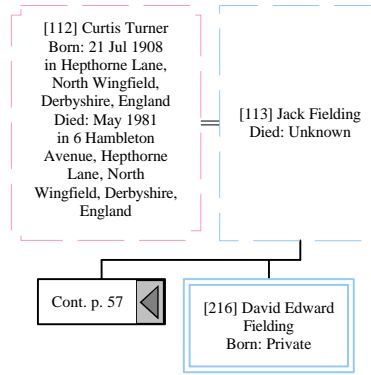 [112] Curtis Turner
Born: 21 Jul 1908
in Hepthorne Lane,
North Wingfield,
Derbyshire, England
Died: May 1981
in 6 Hambleton
Avenue, Hepthorne
Lane, North
Wingfield, Derbyshire,
England
[113] Jack Fielding
Died: Unknown
Cont. p. 57
[216] David Edward
Fielding
Born: Private